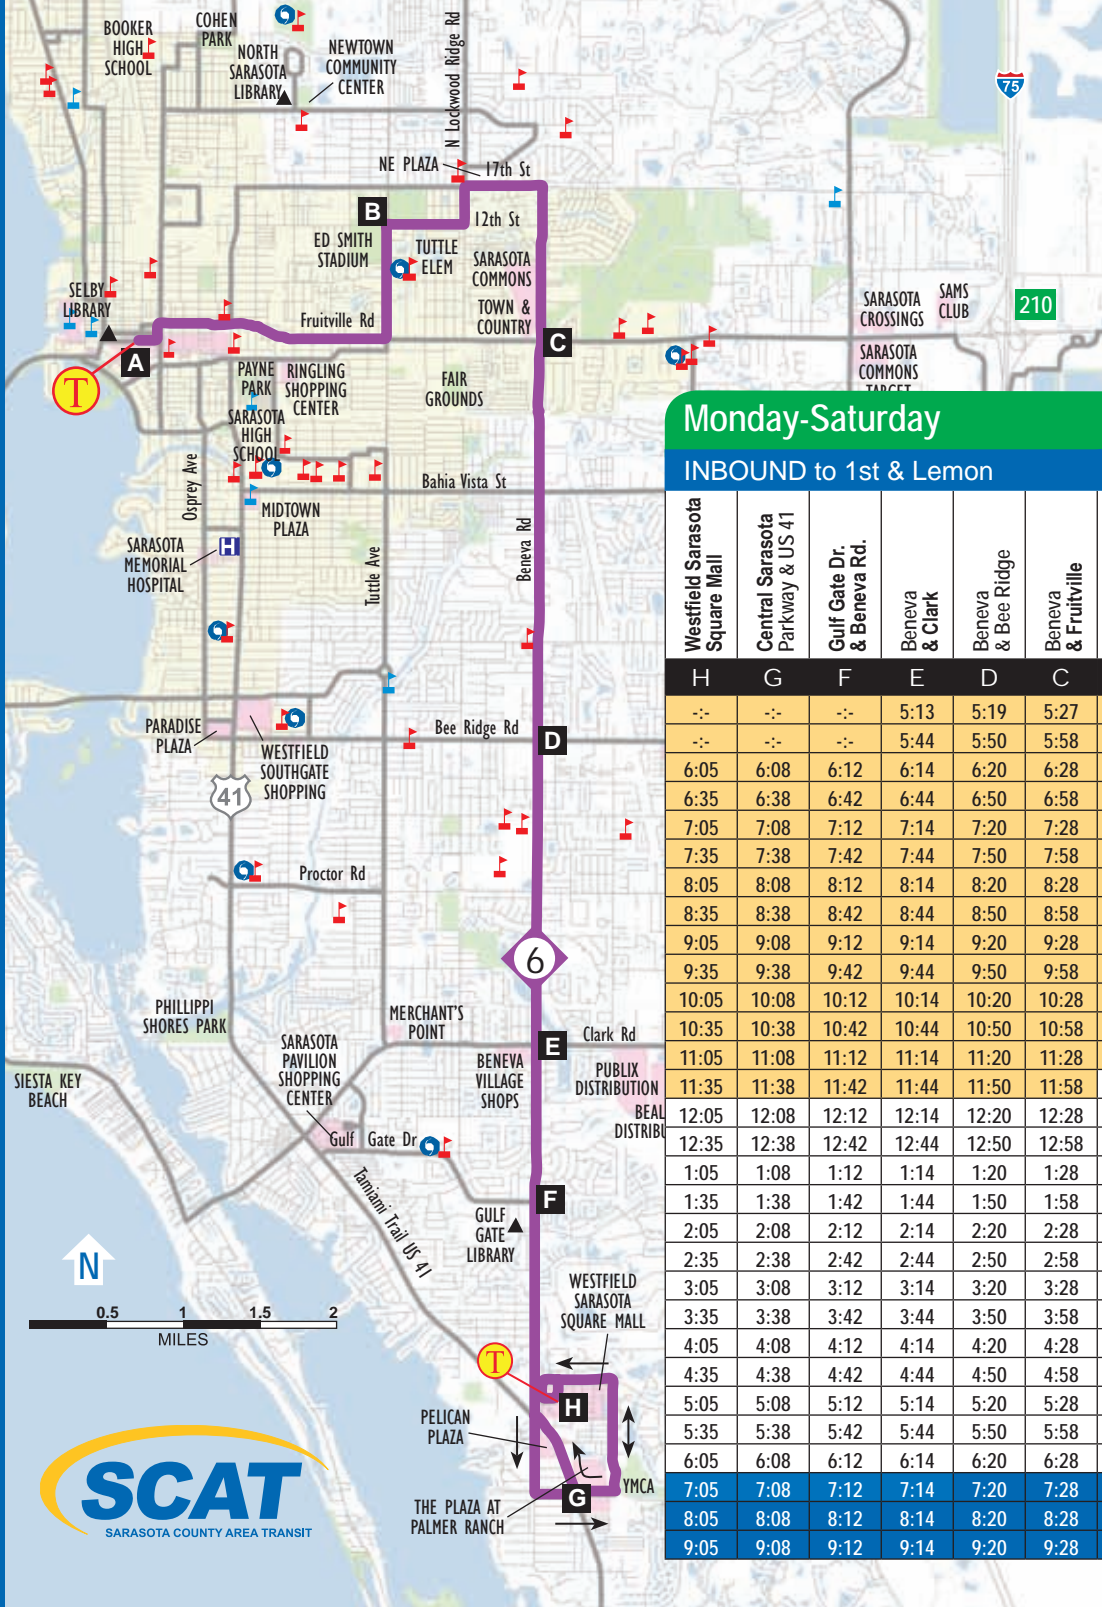 BOOKER
HIGH
SCHOOL
COHEN
PARK
NORTH
SARASOTA
LIBRARY
NEWTOWN
COMMUNITY
CENTER
N Lockwood Ridge Rd
75
NE PLAZA
17th St
B
12th St
ED SMITH
STADIUM
TUTTLE
ELEM
SARASOTA
COMMONS
SELBY
LIBRARY
Fruitville Rd
TOWN &
COUNTRY
C
SARASOTA
CROSSINGS
SAMS
CLUB
210
A
T
PAYNE
PARK
RINGLING
SHOPPING
CENTER
FAIR
GROUNDS
SARASOTA
COMMONS
TARGET
SARASOTA
HIGH
SCHOOL
Osprey Ave
Bahia Vista St
MIDTOWN
PLAZA
SARASOTA
MEMORIAL
HOSPITAL
H
Tuttle Ave
Beneva Rd
PARADISE
PLAZA
WESTFIELD
SOUTHGATE
SHOPPING
Bee Ridge Rd
D
41
Proctor Rd
6
PHILLIPPI
SHORES PARK
MERCHANT'S
POINT
SARASOTA
PAVILION
SHOPPING
CENTER
Clark Rd
E
BENEVA
VILLAGE
SHOPS
PUBLIX
DISTRIBUTION
BEAL
DISTRIBU
SIESTA KEY
BEACH
Gulf Gate Dr
Tamiami Trail US 41
F
GULF
GATE
LIBRARY
N
0.5 1 1.5 2
MILES
WESTFIELD
SARASOTA
SQUARE MALL
T
H
PELICAN
PLAZA
G
YMCA
THE PLAZA AT
PALMER RANCH
SCAT
SARASOTA COUNTY AREA TRANSIT
Monday-Saturday
INBOUND to 1st & Lemon
Westfield Sarasota
Square Mall
Central Sarasota
Parkway & US 41
Gulf Gate Dr.
& Beneva Rd.
Beneva
& Clark
Beneva
& Bee Ridge
Beneva
& Fruitville
H G F E D C
-:- -:- -:- 5:13 5:19 5:27
-:- -:- -:- 5:44 5:50 5:58
6:05 6:08 6:12 6:14 6:20 6:28
6:35 6:38 6:42 6:44 6:50 6:58
7:05 7:08 7:12 7:14 7:20 7:28
7:35 7:38 7:42 7:44 7:50 7:58
8:05 8:08 8:12 8:14 8:20 8:28
8:35 8:38 8:42 8:44 8:50 8:58
9:05 9:08 9:12 9:14 9:20 9:28
9:35 9:38 9:42 9:44 9:50 9:58
10:05 10:08 10:12 10:14 10:20 10:28
10:35 10:38 10:42 10:44 10:50 10:58
11:05 11:08 11:12 11:14 11:20 11:28
11:35 11:38 11:42 11:44 11:50 11:58
12:05 12:08 12:12 12:14 12:20 12:28
12:35 12:38 12:42 12:44 12:50 12:58
1:05 1:08 1:12 1:14 1:20 1:28
1:35 1:38 1:42 1:44 1:50 1:58
2:05 2:08 2:12 2:14 2:20 2:28
2:35 2:38 2:42 2:44 2:50 2:58
3:05 3:08 3:12 3:14 3:20 3:28
3:35 3:38 3:42 3:44 3:50 3:58
4:05 4:08 4:12 4:14 4:20 4:28
4:35 4:38 4:42 4:44 4:50 4:58
5:05 5:08 5:12 5:14 5:20 5:28
5:35 5:38 5:42 5:44 5:50 5:58
6:05 6:08 6:12 6:14 6:20 6:28
7:05 7:08 7:12 7:14 7:20 7:28
8:05 8:08 8:12 8:14 8:20 8:28
9:05 9:08 9:12 9:14 9:20 9:28